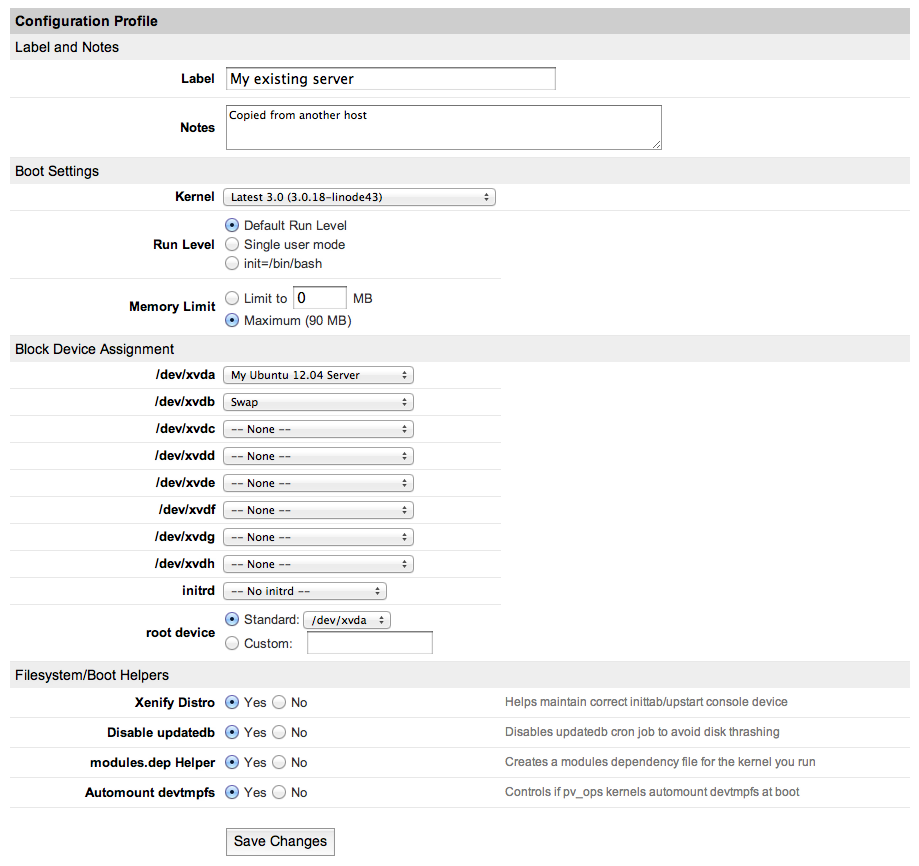 Configuration Profile
Label and Notes
Label My existing server
Notes Copied from another host
Boot Settings
Kernel Latest 3.0 (3.0.18-linode43)
Run Level
Default Run Level
Single user mode
init=/bin/bash
Memory Limit
Limit to 0 MB
Maximum (90 MB)
Block Device Assignment
/dev/xvda My Ubuntu 12.04 Server
/dev/xvdb Swap
/dev/xvdc -- None --
/dev/xvdd -- None --
/dev/xvde -- None --
/dev/xvdf -- None --
/dev/xvdg -- None --
/dev/xvdh -- None --
initrd -- No initrd --
root device
Standard: /dev/xvda
Custom:
Filesystem/Boot Helpers
Xenify Distro Yes No Helps maintain correct inittab/upstart console device
Disable updatedb Yes No Disables updatedb cron job to avoid disk thrashing
modules.dep Helper Yes No Creates a modules dependency file for the kernel you run
Automount devtmpfs Yes No Controls if pv_ops kernels automount devtmpfs at boot
Save Changes